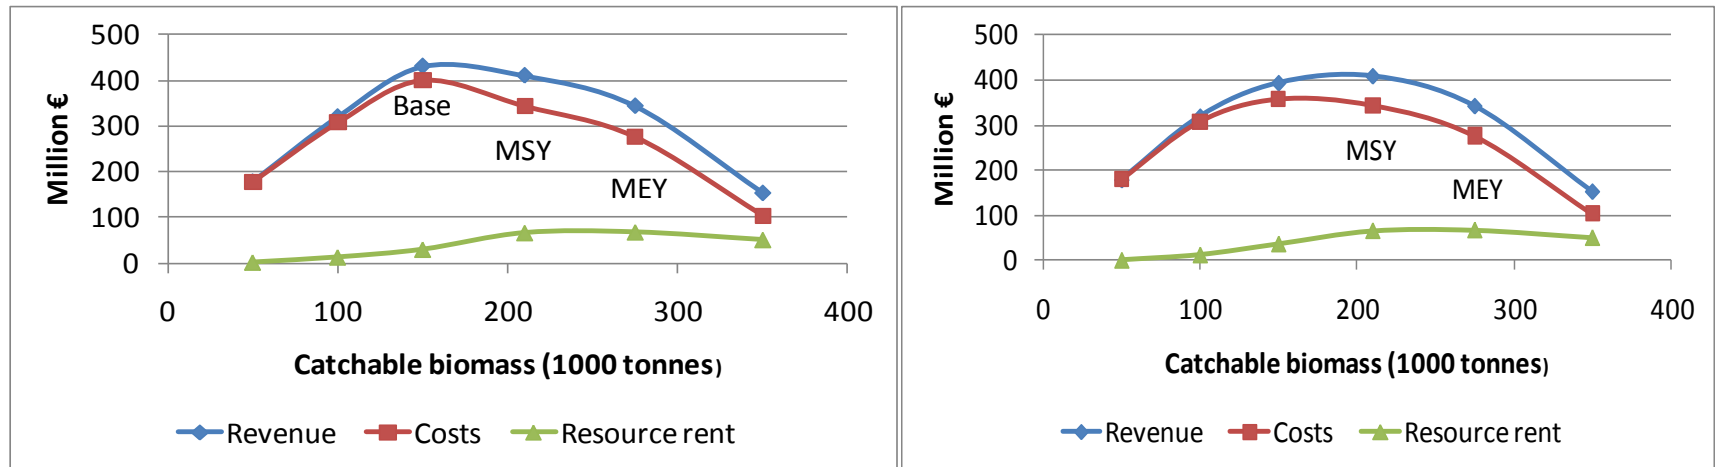 500
400
300
200
100
0
Million €
Base
MSY
MEY
0 100 200 300 400
Catchable biomass (1000 tonnes)
Revenue Costs Resource rent
500
400
300
200
100
0
Million €
MSY
MEY
0 100 200 300 400
Catchable biomass (1000 tonnes)
Revenue Costs Resource rent